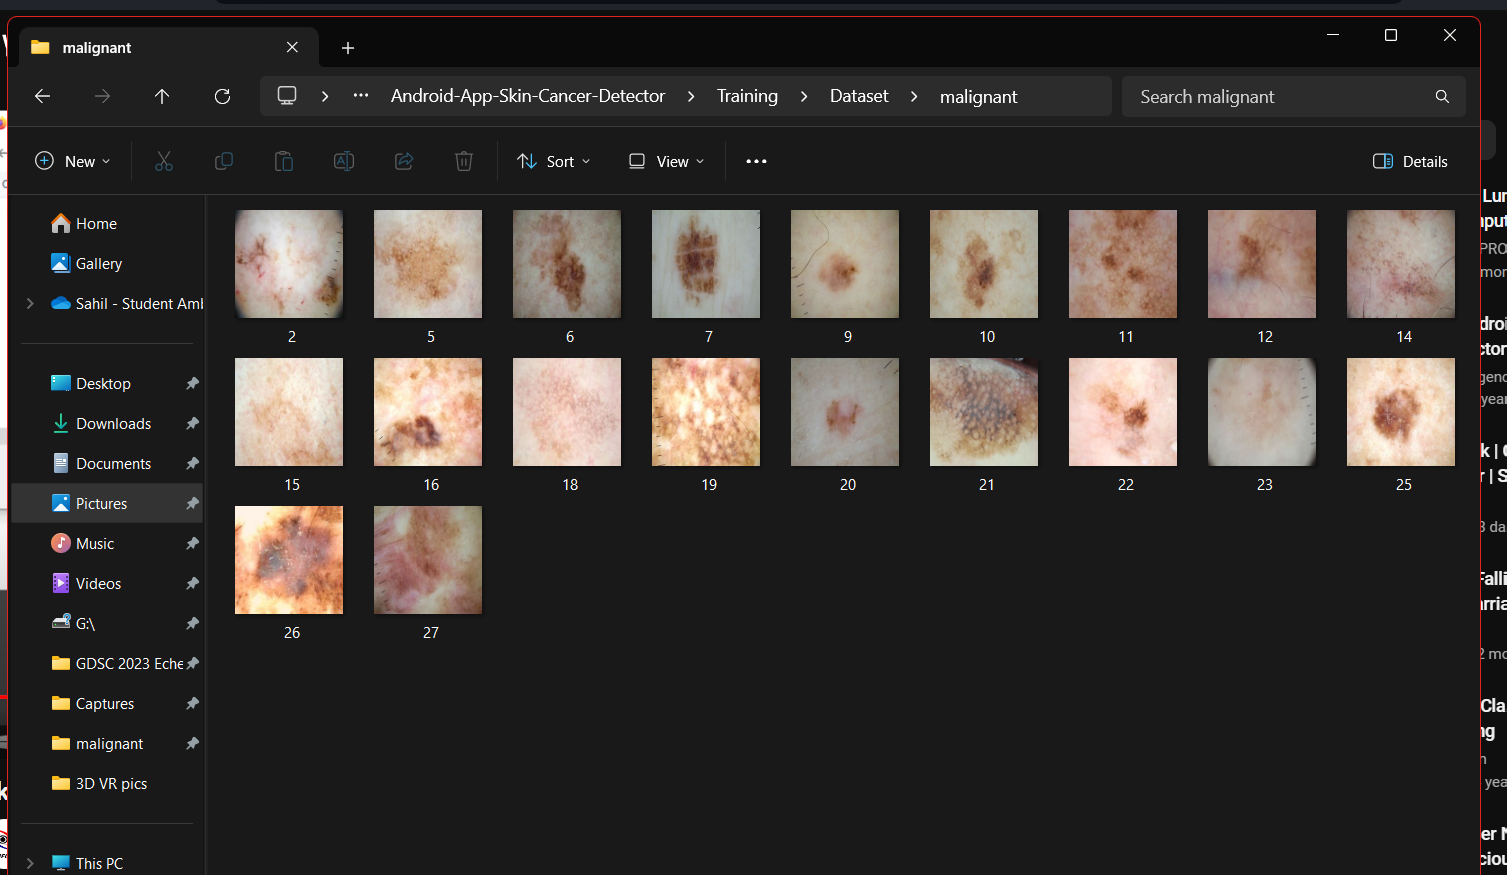 malignant
Android-App-Skin-Cancer-Detector > Training > Dataset > malignant
Search malignant
New
Sort
View
Details
Home
Gallery
Sahil - Student Amb
Desktop
Downloads
Documents
Pictures
Music
Videos
G:\
GDSC 2023 Eche
Captures
malignant
3D VR pics
This PC
2 5 6 7 9 10 11 12 14
15 16 18 19 20 21 22 23 25
26 27